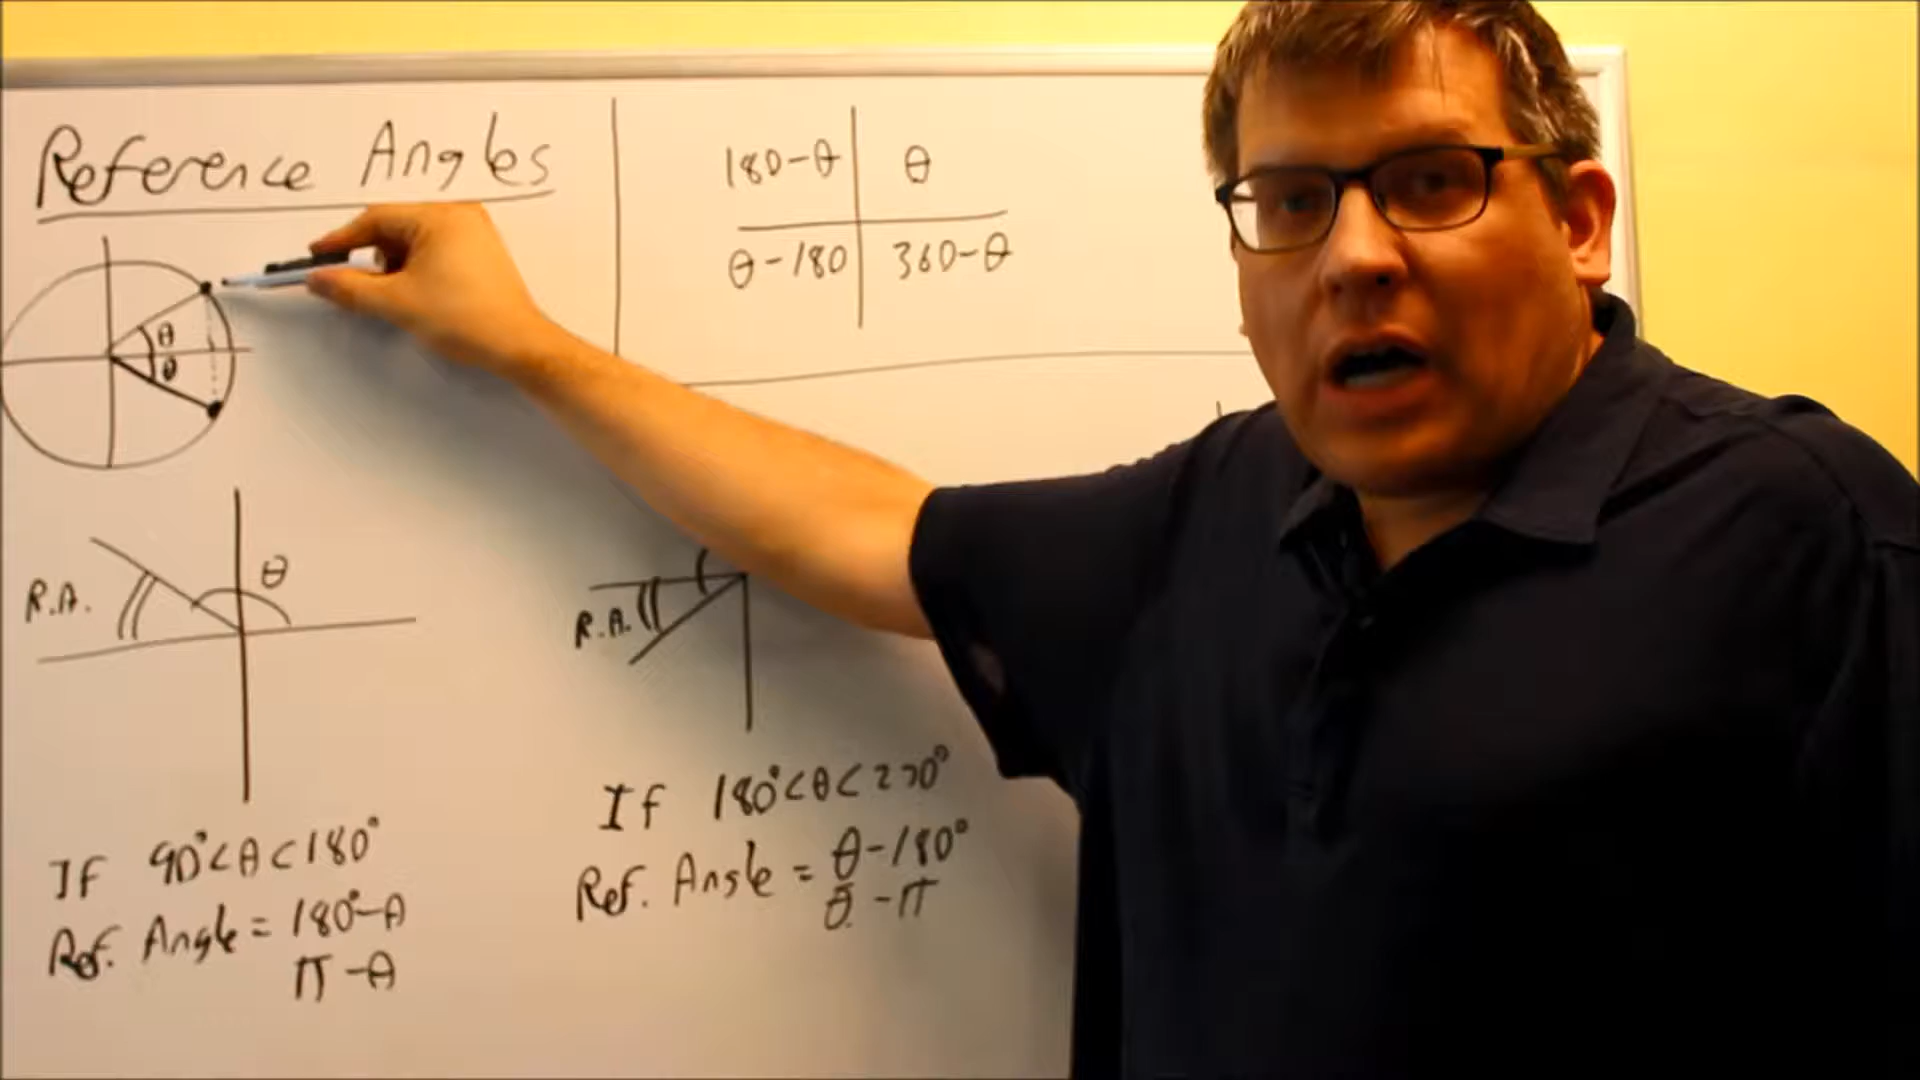 Reference Angles
180-θ
θ
θ-180
360-θ
θ
θ
R.A.
θ
R.A.
If 90°<θ<180°
Ref. Angle = 180°-θ
π-θ
If 180°<θ<270°
Ref. Angle = θ-180°
θ-π